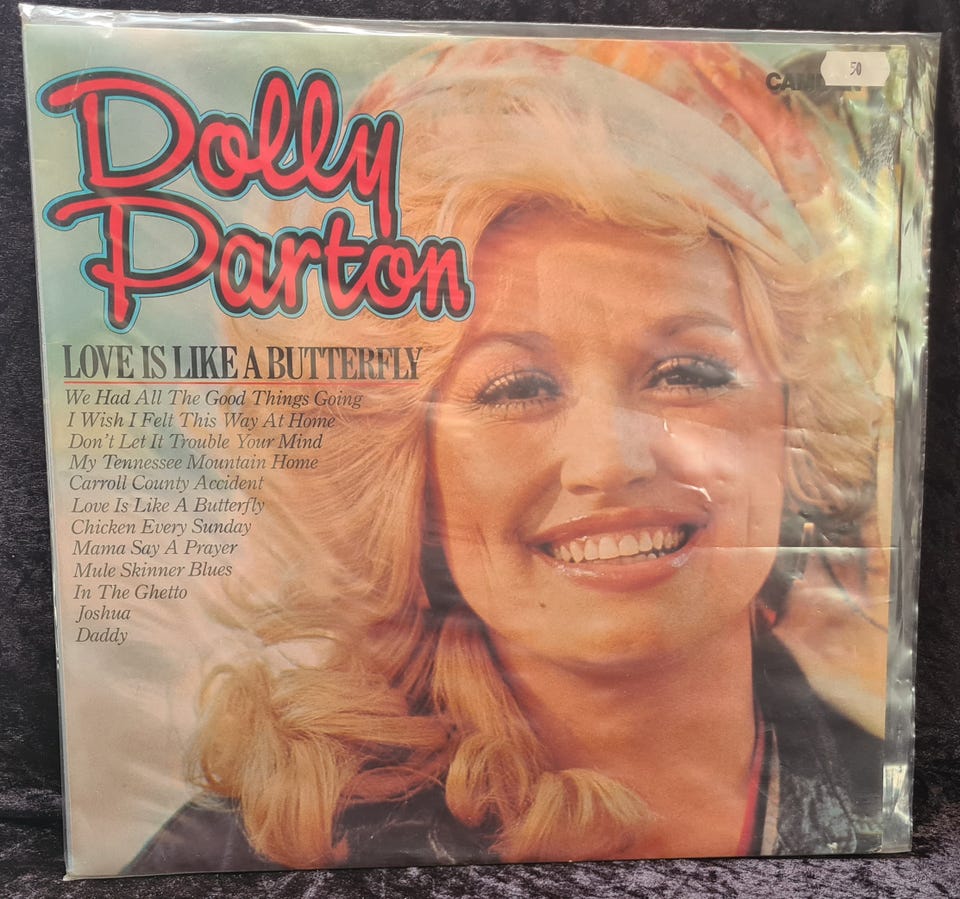 Dolly
Parton
50
LOVE IS LIKE A BUTTERFLY
We Had All The Good Things Going
I Wish I Felt This Way At Home
Don't Let It Trouble Your Mind
My Tennessee Mountain Home
Carroll County Accident
Love Is Like A Butterfly
Chicken Every Sunday
Mama Say A Prayer
Mule Skinner Blues
In The Ghetto
Joshua
Daddy